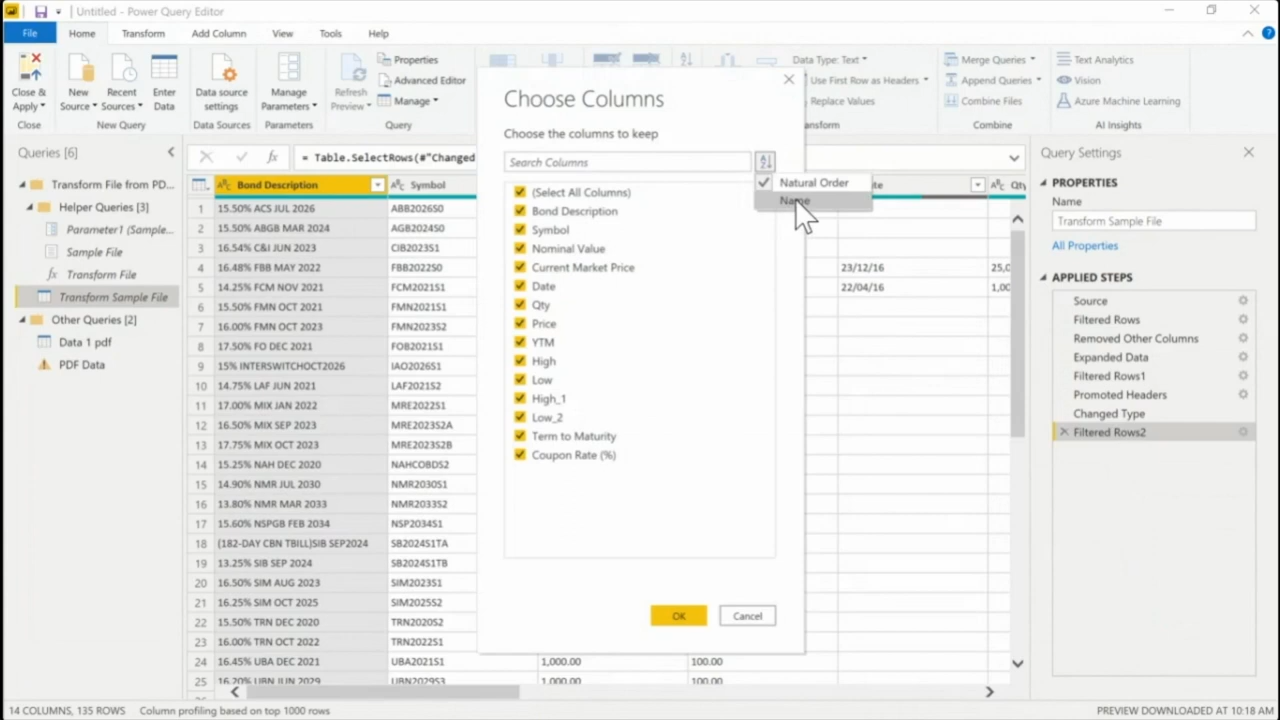 Untitled - Power Query Editor
File Home Transform Add Column View Tools Help
Close & Apply
New Source
Recent Sources
Enter Data
Data source settings
Manage Parameters
Refresh Preview
Properties
Advanced Editor
Manage
Data Type: Text
Use First Row as Headers
Replace Values
Merge Queries
Append Queries
Combine Files
Text Analytics
Vision
Azure Machine Learning
Close New Query Data Sources Parameters Query Combine AI Insights
Queries [6]
Transform File from PD...
Helper Queries [3]
Parameter1 (Sample...
Sample File
Transform File
Transform Sample File
Other Queries [2]
Data 1 pdf
PDF Data
= Table.SelectRows(#"Changed
Bond Description Symbol
1 15.50% ACS JUL 2026 ABB2026S0
2 15.50% ABGB MAR 2024 AGB2024S0
3 16.54% C&I JUN 2023 CIB2023S1
4 16.48% FBB MAY 2022 FBB2022S0 23/12/16 25,0
5 14.25% FCM NOV 2021 FCM2021S1 22/04/16 1,00
6 15.50% FMN OCT 2021 FMN2021S1
7 16.00% FMN OCT 2023 FMN2023S2
8 17.50% FO DEC 2021 FOB2021S1
9 15% INTERSWITCHOCT2026 IAO2026S1
10 14.75% LAF JUN 2021 LAF2021S2
11 17.00% MIX JAN 2022 MRE2022S1
12 16.50% MIX SEP 2023 MRE2023S2A
13 17.75% MIX OCT 2023 MRE2023S2B
14 15.25% NAH DEC 2020 NAHCOBDS2
15 14.90% NMR JUL 2030 NMR2030S1
16 13.80% NMR MAR 2033 NMR2033S2
17 15.60% NSPGB FEB 2034 NSP2034S1
18 (182-DAY CBN TBILL)SIB SEP2024 SB2024S1TA
19 13.25% SIB SEP 2024 SB2024S1TB
20 16.50% SIM AUG 2023 SIM2023S1
21 16.25% SIM OCT 2025 SIM2025S2
22 15.50% TRN DEC 2020 TRN2020S2
23 16.00% TRN OCT 2022 TRN2022S1
24 16.45% UBA DEC 2021 UBA2021S1 1,000.00 100.00
25 16.20% UBN JUN 2029 UBN2029S3 1,000.00 100.00
Choose Columns
Choose the columns to keep
Search Columns
Natural Order
Name
(Select All Columns)
Bond Description
Symbol
Nominal Value
Current Market Price
Date
Qty
Price
YTM
High
Low
High_1
Low_2
Term to Maturity
Coupon Rate (%)
OK Cancel
Query Settings
PROPERTIES
Name
Transform Sample File
All Properties
APPLIED STEPS
Source
Filtered Rows
Removed Other Columns
Expanded Data
Filtered Rows1
Promoted Headers
Changed Type
Filtered Rows2
14 COLUMNS, 135 ROWS Column profiling based on top 1000 rows PREVIEW DOWNLOADED AT 10:18 AM